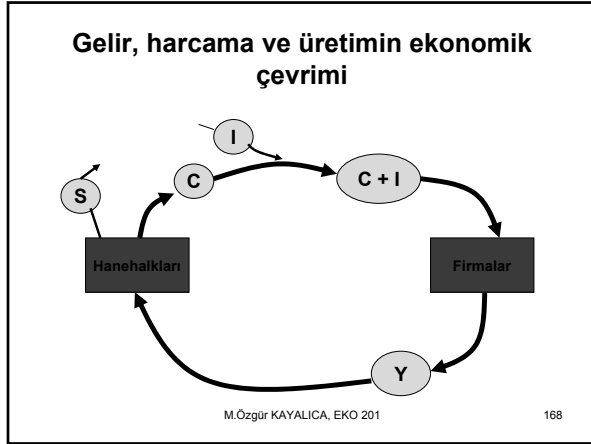 Gelir, harcama ve üretimin ekonomik
çevrimi
I
S
C
C + I
Hanehalkları
Firmalar
Y
M.Özgür KAYALICA, EKO 201
168